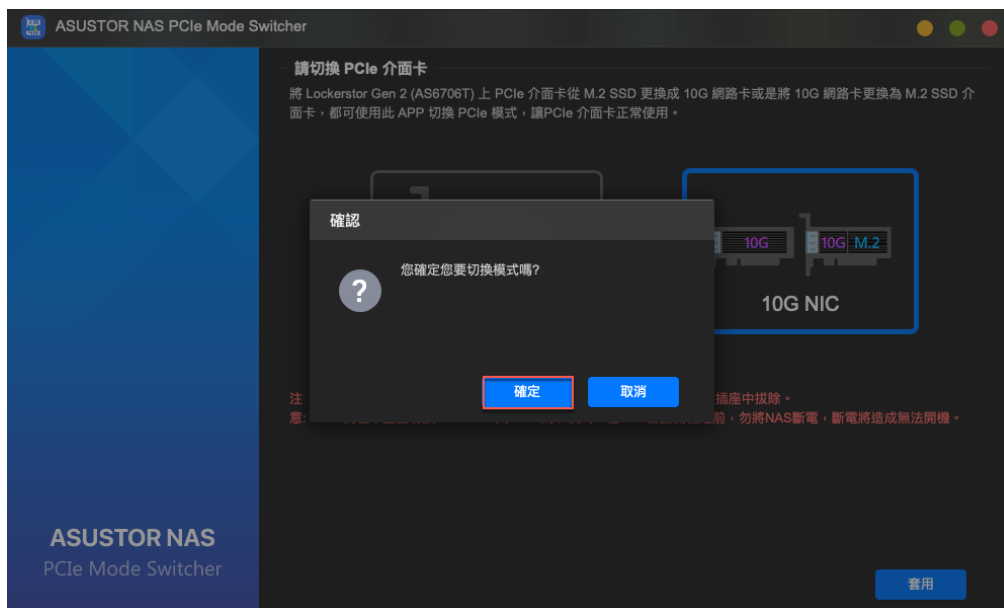 ASUSTOR NAS PCIe Mode Switcher
請切換 PCIe 介面卡
將 Lockerstor Gen 2 (AS6706T) 上 PCIe 介面卡從 M.2 SSD 更換成 10G 網路卡或是將 10G 網路卡更換為 M.2 SSD 介
面卡，都可使用此 APP 切換 PCIe 模式，讓PCIe 介面卡正常使用。
確認
您確定您要切換模式嗎?
?
確定
取消
10G
10G M.2
10G NIC
注
插座中拔除。
意:
前，勿將NAS斷電，斷電將造成無法開機。
ASUSTOR NAS
PCIe Mode Switcher
套用